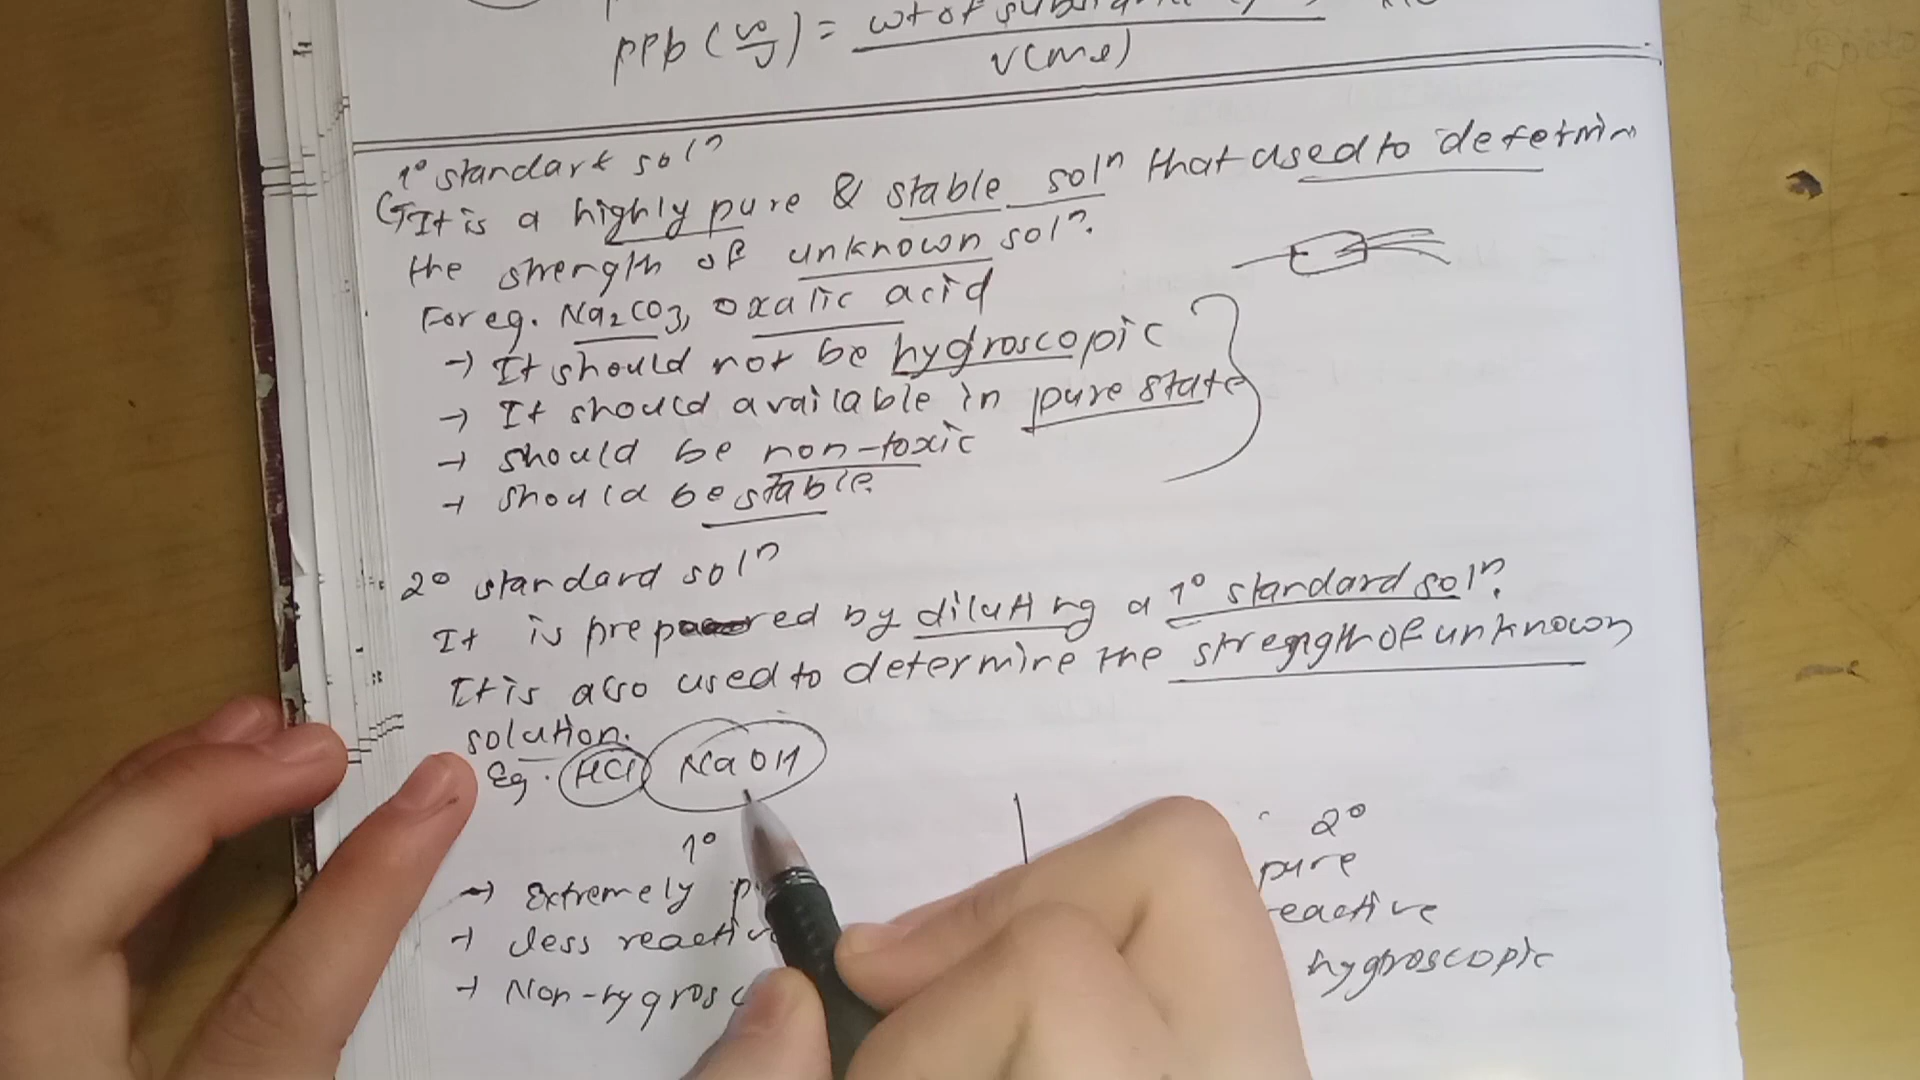 ppb (w/v) = wt of
v(ml)
1° standart solⁿ
It is a highly pure & stable solⁿ that used to determin
the strength of unknown solⁿ.
For eg. Na₂CO₃, oxalic acid
→ It should not be hygroscopic
→ It should available in pure state
→ should be non-toxic
→ should be stable.
2° standard solⁿ
It is prepared by diluting a 1° standard solⁿ.
It is also used to determine the strength of unknown
solution.
Eg. HCl NaOH
1° 2°
→ Extremely pure
→ less reactive
→ Non-hygrosc hygroscopic